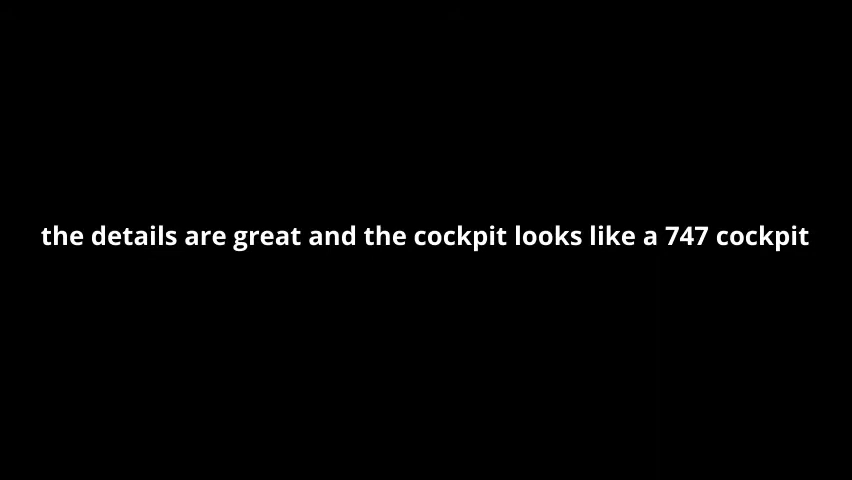 the details are great and the cockpit looks like a 747 cockpit